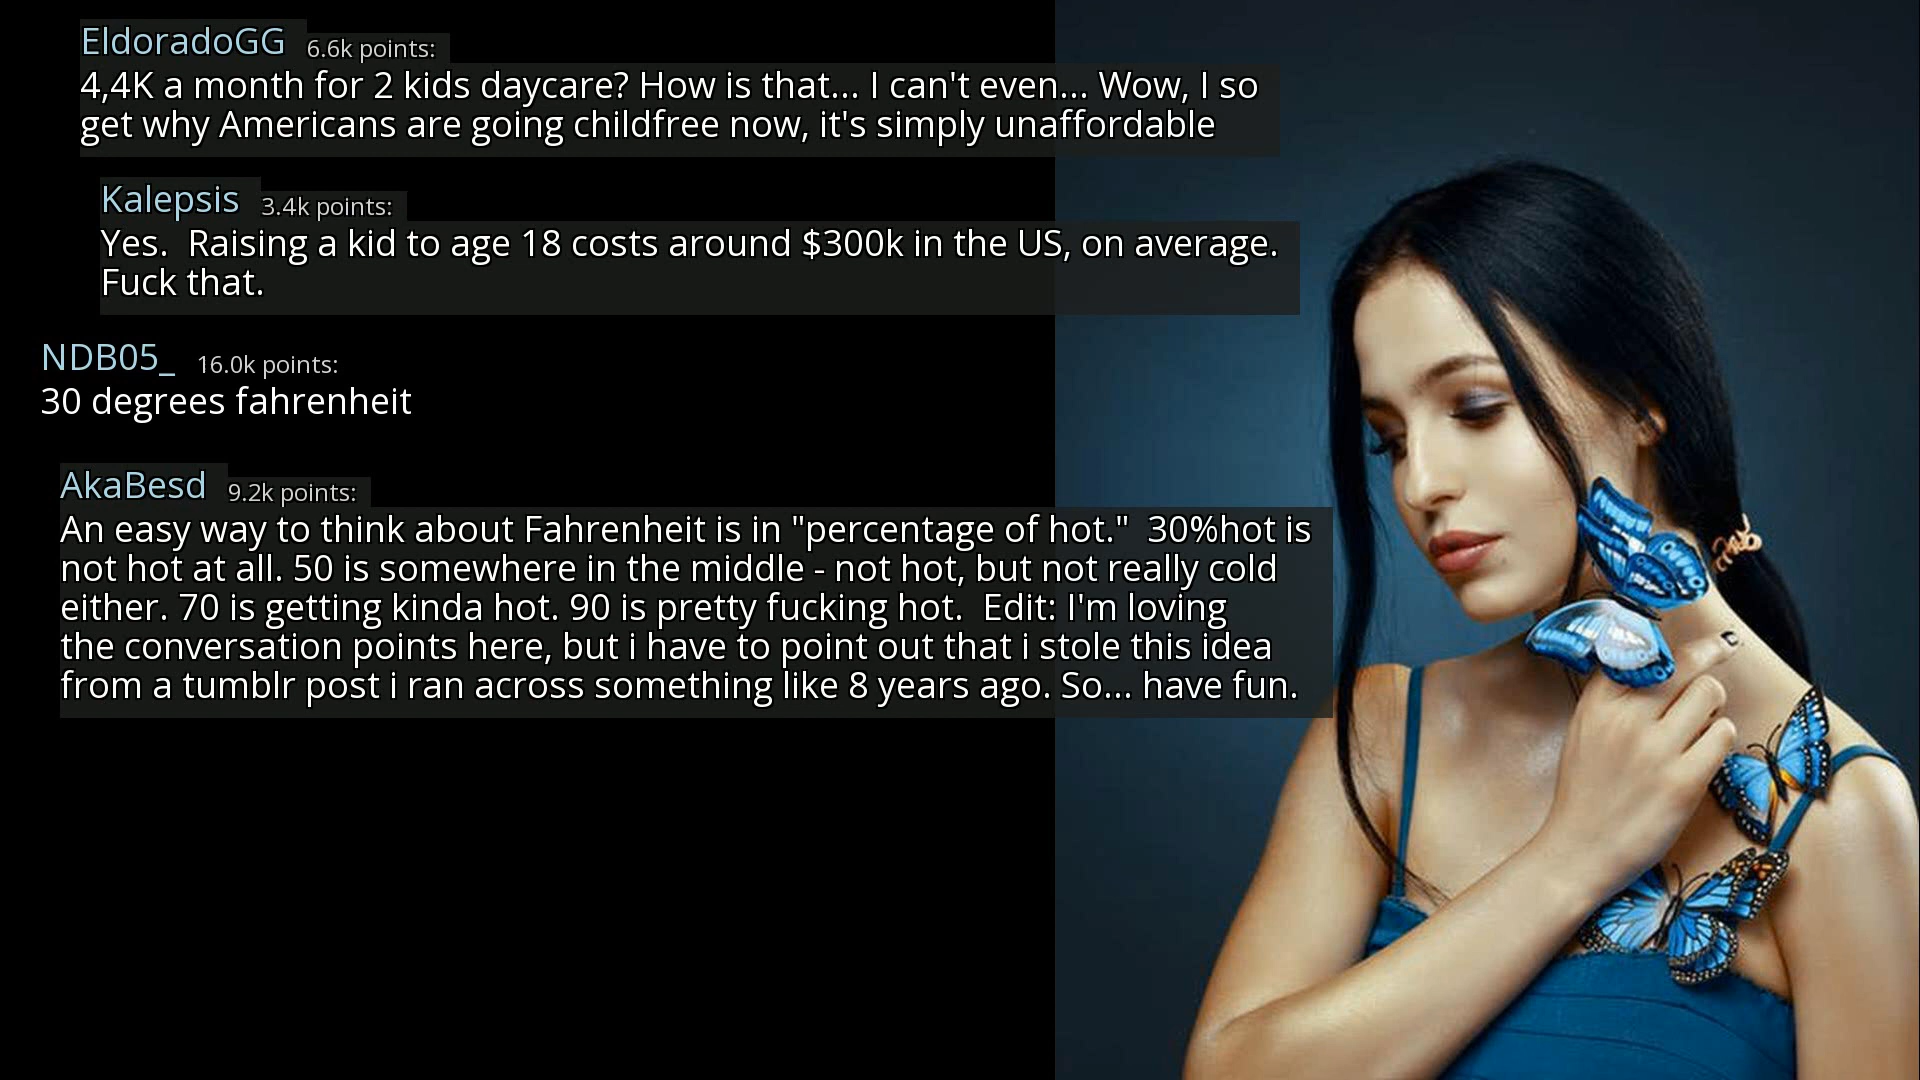 EldoradoGG 6.6k points:
4,4K a month for 2 kids daycare? How is that... I can't even... Wow, I so
get why Americans are going childfree now, it's simply unaffordable
Kalepsis 3.4k points:
Yes.  Raising a kid to age 18 costs around $300k in the US, on average.
Fuck that.
NDB05_ 16.0k points:
30 degrees fahrenheit
AkaBesd 9.2k points:
An easy way to think about Fahrenheit is in "percentage of hot."  30%hot is
not hot at all. 50 is somewhere in the middle - not hot, but not really cold
either. 70 is getting kinda hot. 90 is pretty fucking hot.  Edit: I'm loving
the conversation points here, but i have to point out that i stole this idea
from a tumblr post i ran across something like 8 years ago. So... have fun.